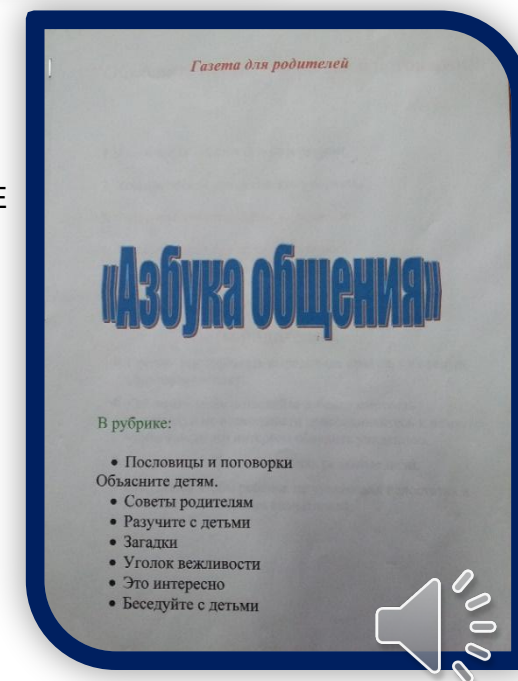 Газета для родителей
«Азбука общения»
В рубрике:
• Пословицы и поговорки
Объясните детям.
• Советы родителям
• Разучите с детьми
• Загадки
• Уголок вежливости
• Это интересно
• Беседуйте с детьми